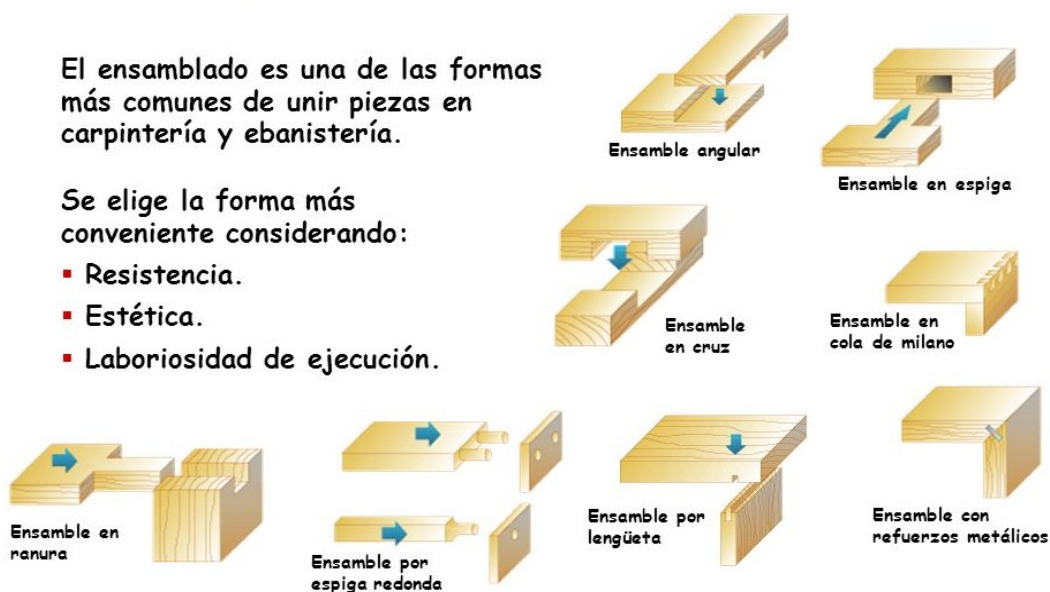 El ensamblado es una de las formas
más comunes de unir piezas en
carpintería y ebanistería.
Se elige la forma más
conveniente considerando:
▪ Resistencia.
▪ Estética.
▪ Laboriosidad de ejecución.
Ensamble angular
Ensamble en espiga
Ensamble
en cruz
Ensamble en
cola de milano
Ensamble en
ranura
Ensamble por
espiga redonda
Ensamble por
lengüeta
Ensamble con
refuerzos metálicos